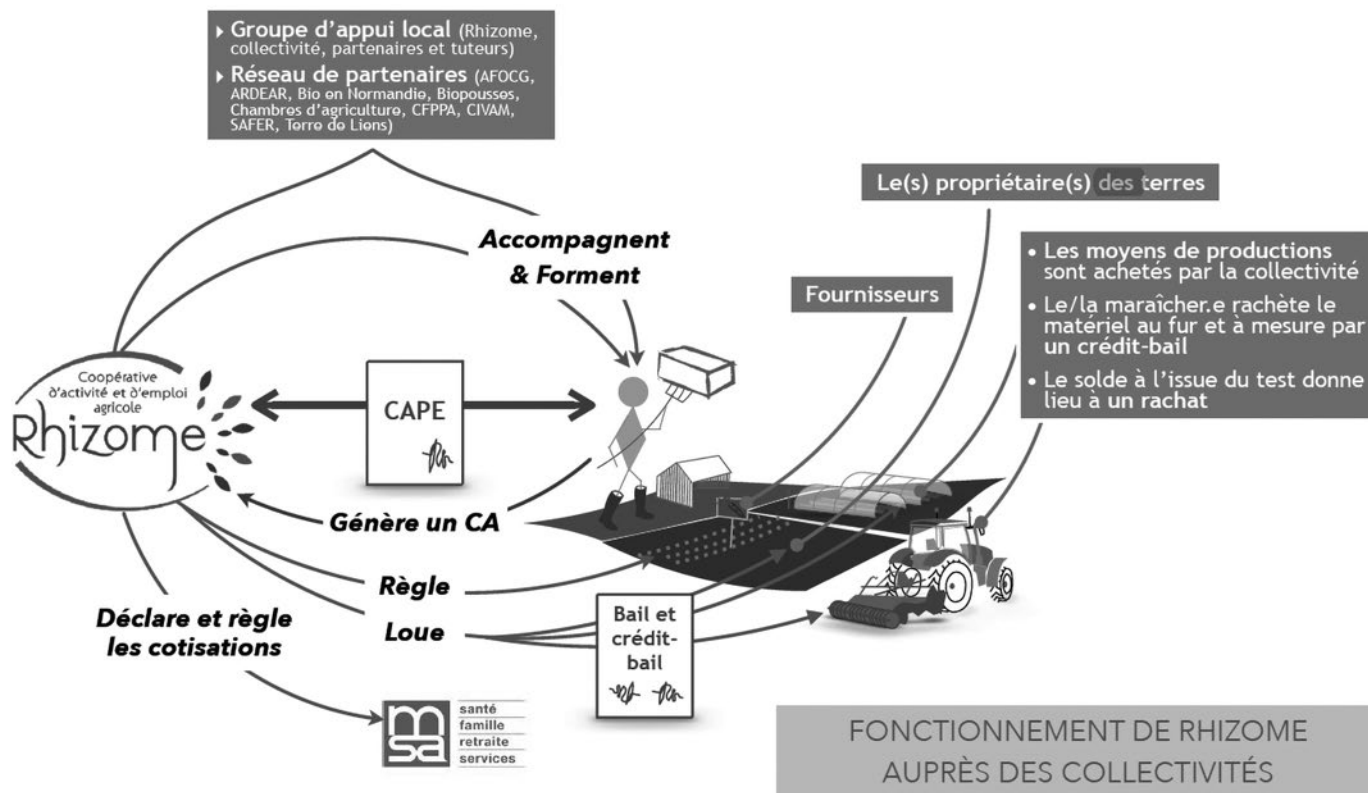 ▸ Groupe d'appui local (Rhizome,
collectivité, partenaires et tuteurs)
▸ Réseau de partenaires (AFOCG,
ARDEAR, Bio en Normandie, Biopousses,
Chambres d'agriculture, CFPPA, CIVAM,
SAFER, Terre de Liens)
Le(s) propriétaire(s) des terres
Accompagnent
& Forment
• Les moyens de productions
sont achetés par la collectivité
• Le/la maraîcher.e rachète le
matériel au fur et à mesure par
un crédit-bail
• Le solde à l'issue du test donne
lieu à un rachat
Fournisseurs
Coopérative
d'activité et d'emploi
agricole
Rhizome
CAPE
Génère un CA
Règle
Loue
Déclare et règle
les cotisations
Bail et
crédit-
bail
msa
santé
famille
retraite
services
FONCTIONNEMENT DE RHIZOME
AUPRÈS DES COLLECTIVITÉS